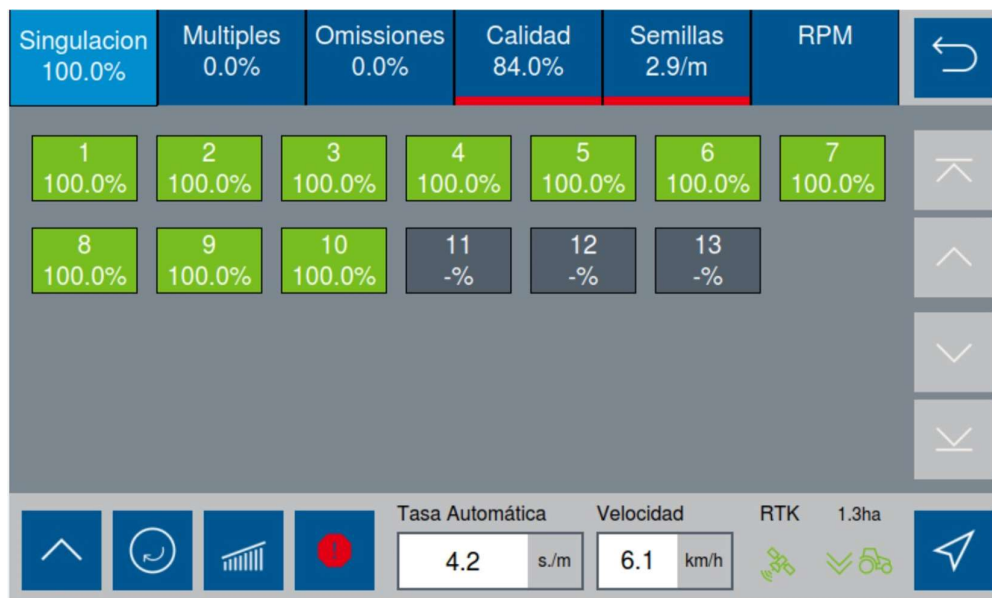 Singulacion Multiples Omissiones Calidad Semillas RPM
100.0% 0.0% 0.0% 84.0% 2.9/m
1 2 3 4 5 6 7
100.0% 100.0% 100.0% 100.0% 100.0% 100.0% 100.0%
8 9 10 11 12 13
100.0% 100.0% 100.0% -% -% -%
Tasa Automática Velocidad RTK 1.3ha
4.2 s./m 6.1 km/h